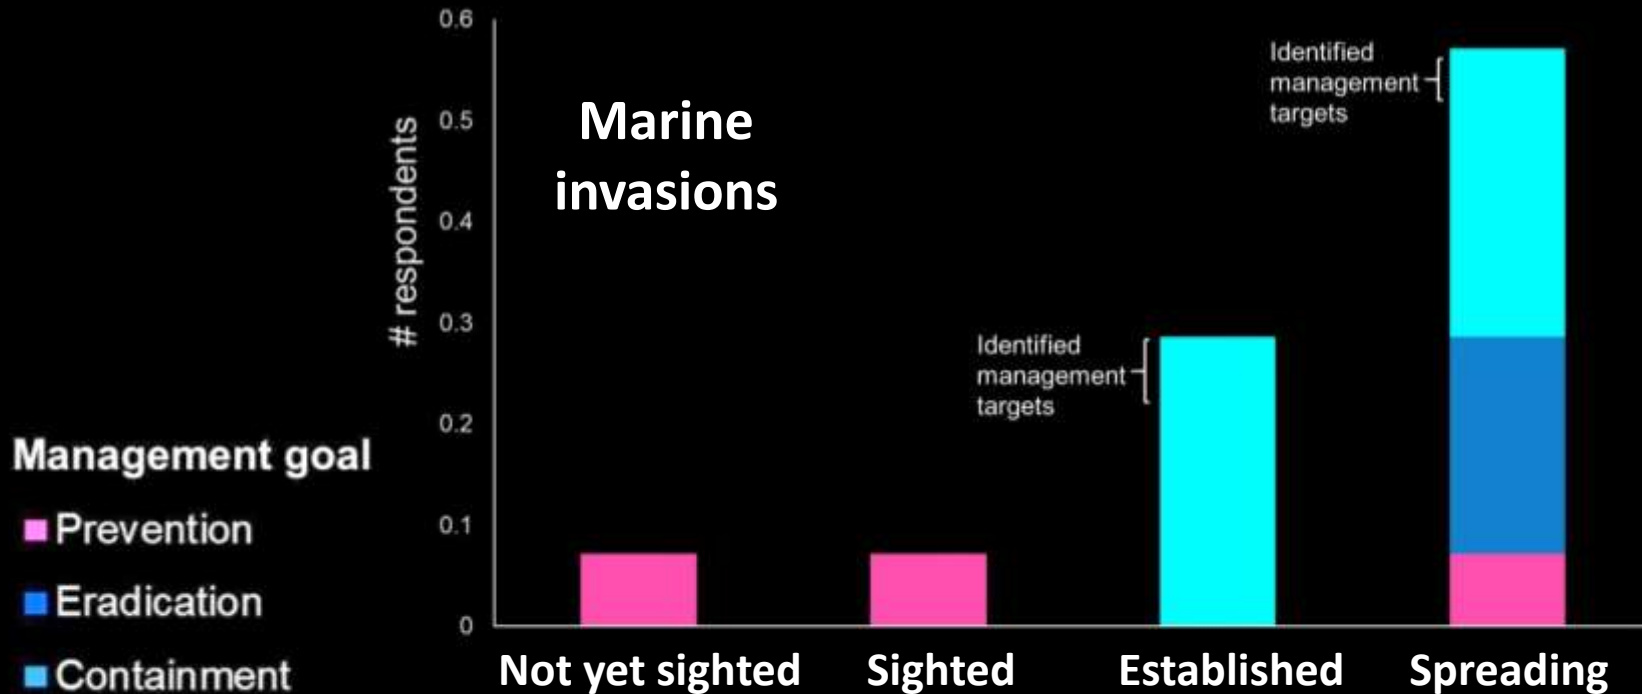 Marine
invasions
# respondents
0.6
0.5
0.4
0.3
0.2
0.1
0
Identified
management
targets
Identified
management
targets
Not yet sighted
Sighted
Established
Spreading
Management goal
Prevention
Eradication
Containment